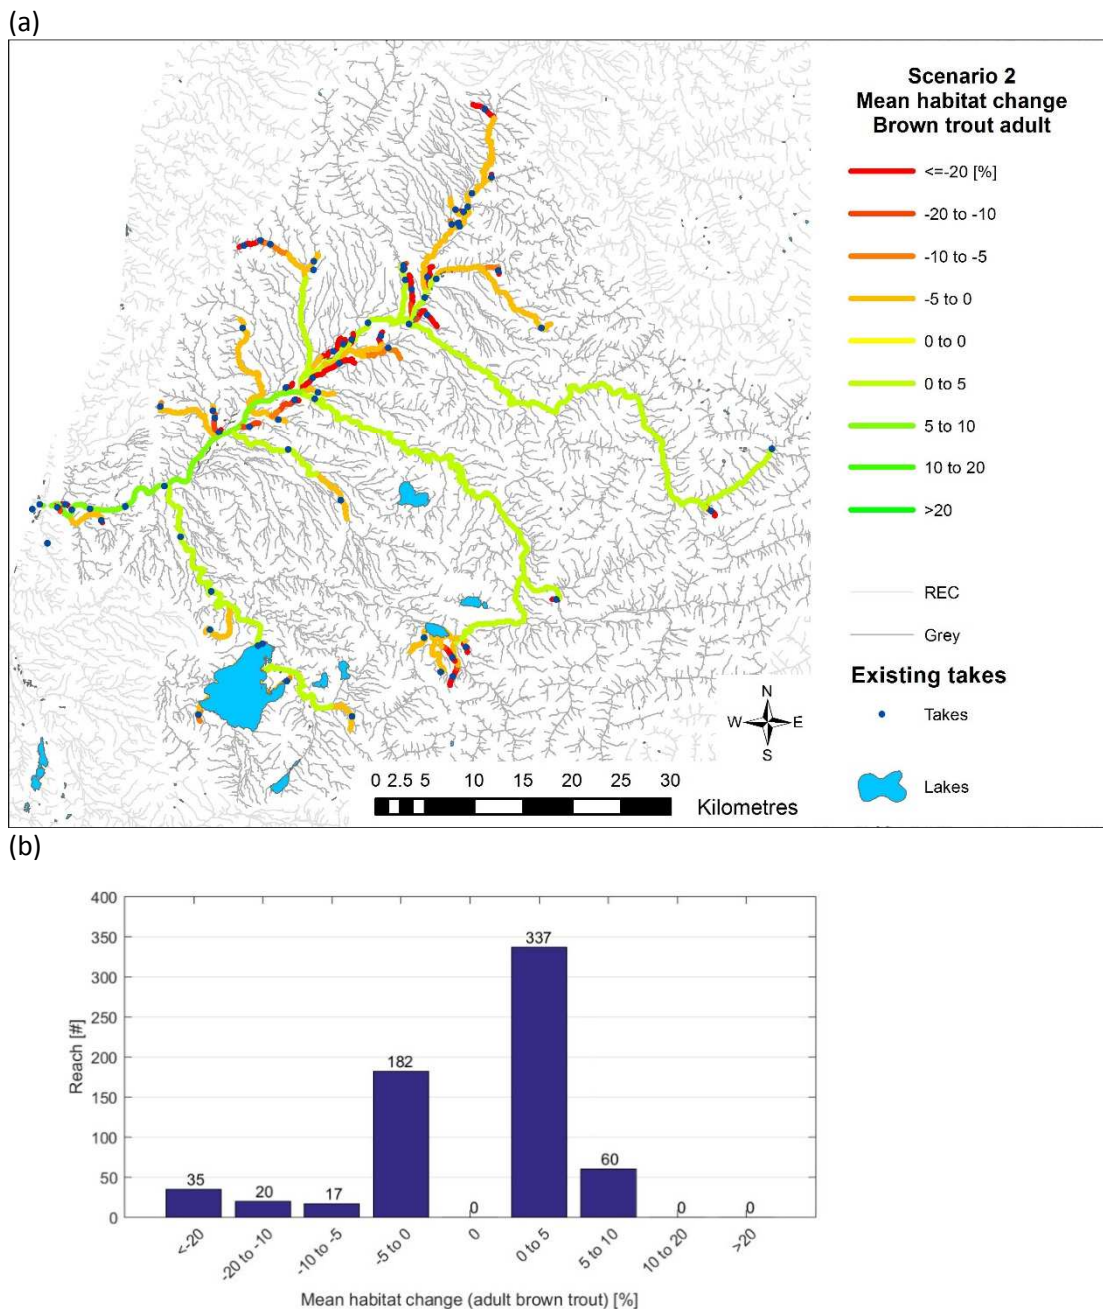 (a)
Scenario 2
Mean habitat change
Brown trout adult
<=-20 [%]
-20 to -10
-10 to -5
-5 to 0
0 to 0
0 to 5
5 to 10
10 to 20
>20
REC
Grey
Existing takes
Takes
Lakes
N
W E
S
0 2.5 5 10 15 20 25 30
Kilometres
(b)
400
350
300
250
200
150
100
50
0
Reach [#]
35
20
17
182
0
337
60
0
0
<-20
-20 to -10
-10 to -5
-5 to 0
0
0 to 5
5 to 10
10 to 20
>20
Mean habitat change (adult brown trout) [%]